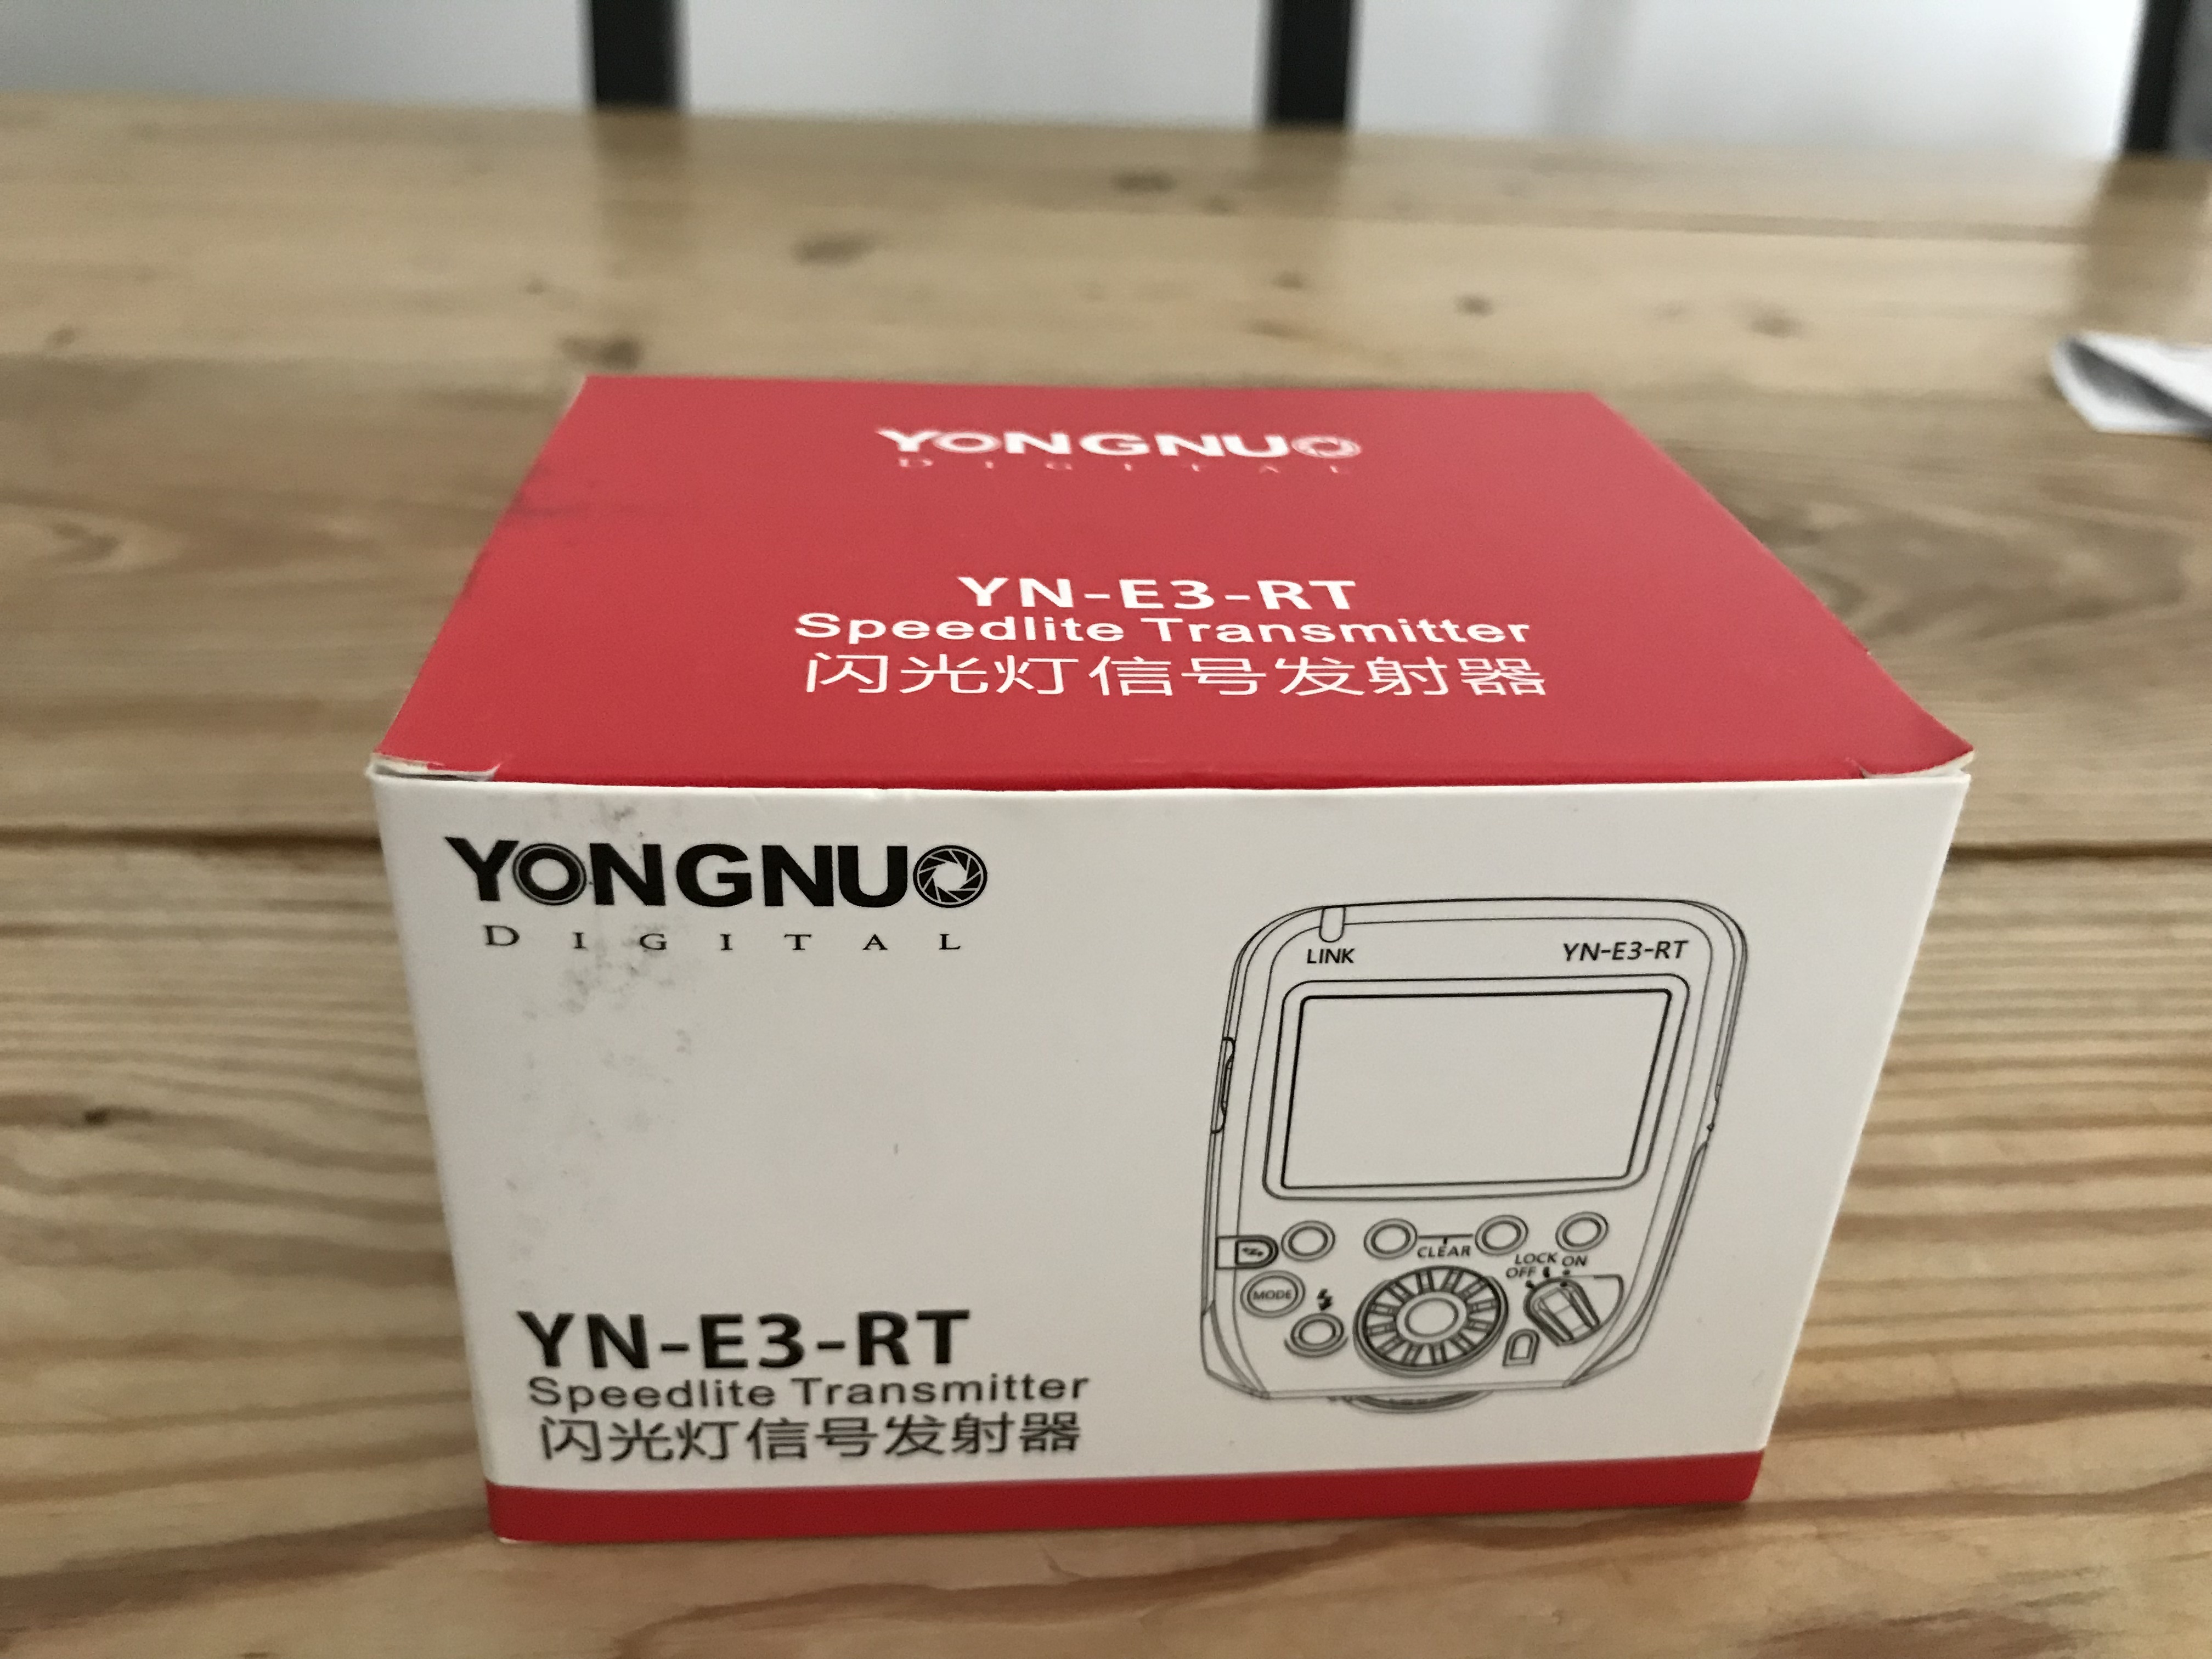 YONGNUO
DIGITAL
YN-E3-RT
Speedlite Transmitter
闪光灯信号发射器
YONGNUO
DIGITAL
LINK
YN-E3-RT
CLEAR
LOCK ON
OFF
MODE
YN-E3-RT
Speedlite Transmitter
闪光灯信号发射器